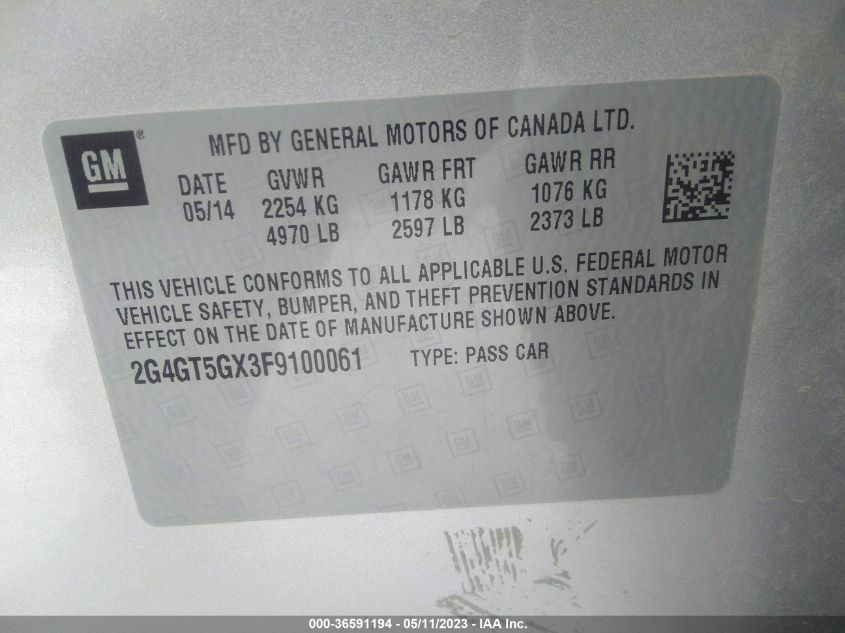 GM®
MFD BY GENERAL MOTORS OF CANADA LTD.
DATE GVWR GAWR FRT GAWR RR
05/14 2254 KG 1178 KG 1076 KG
4970 LB 2597 LB 2373 LB
THIS VEHICLE CONFORMS TO ALL APPLICABLE U.S. FEDERAL MOTOR
VEHICLE SAFETY, BUMPER, AND THEFT PREVENTION STANDARDS IN
EFFECT ON THE DATE OF MANUFACTURE SHOWN ABOVE.
2G4GT5GX3F9100061 TYPE: PASS CAR
000-36591194 - 05/11/2023 - IAA Inc.